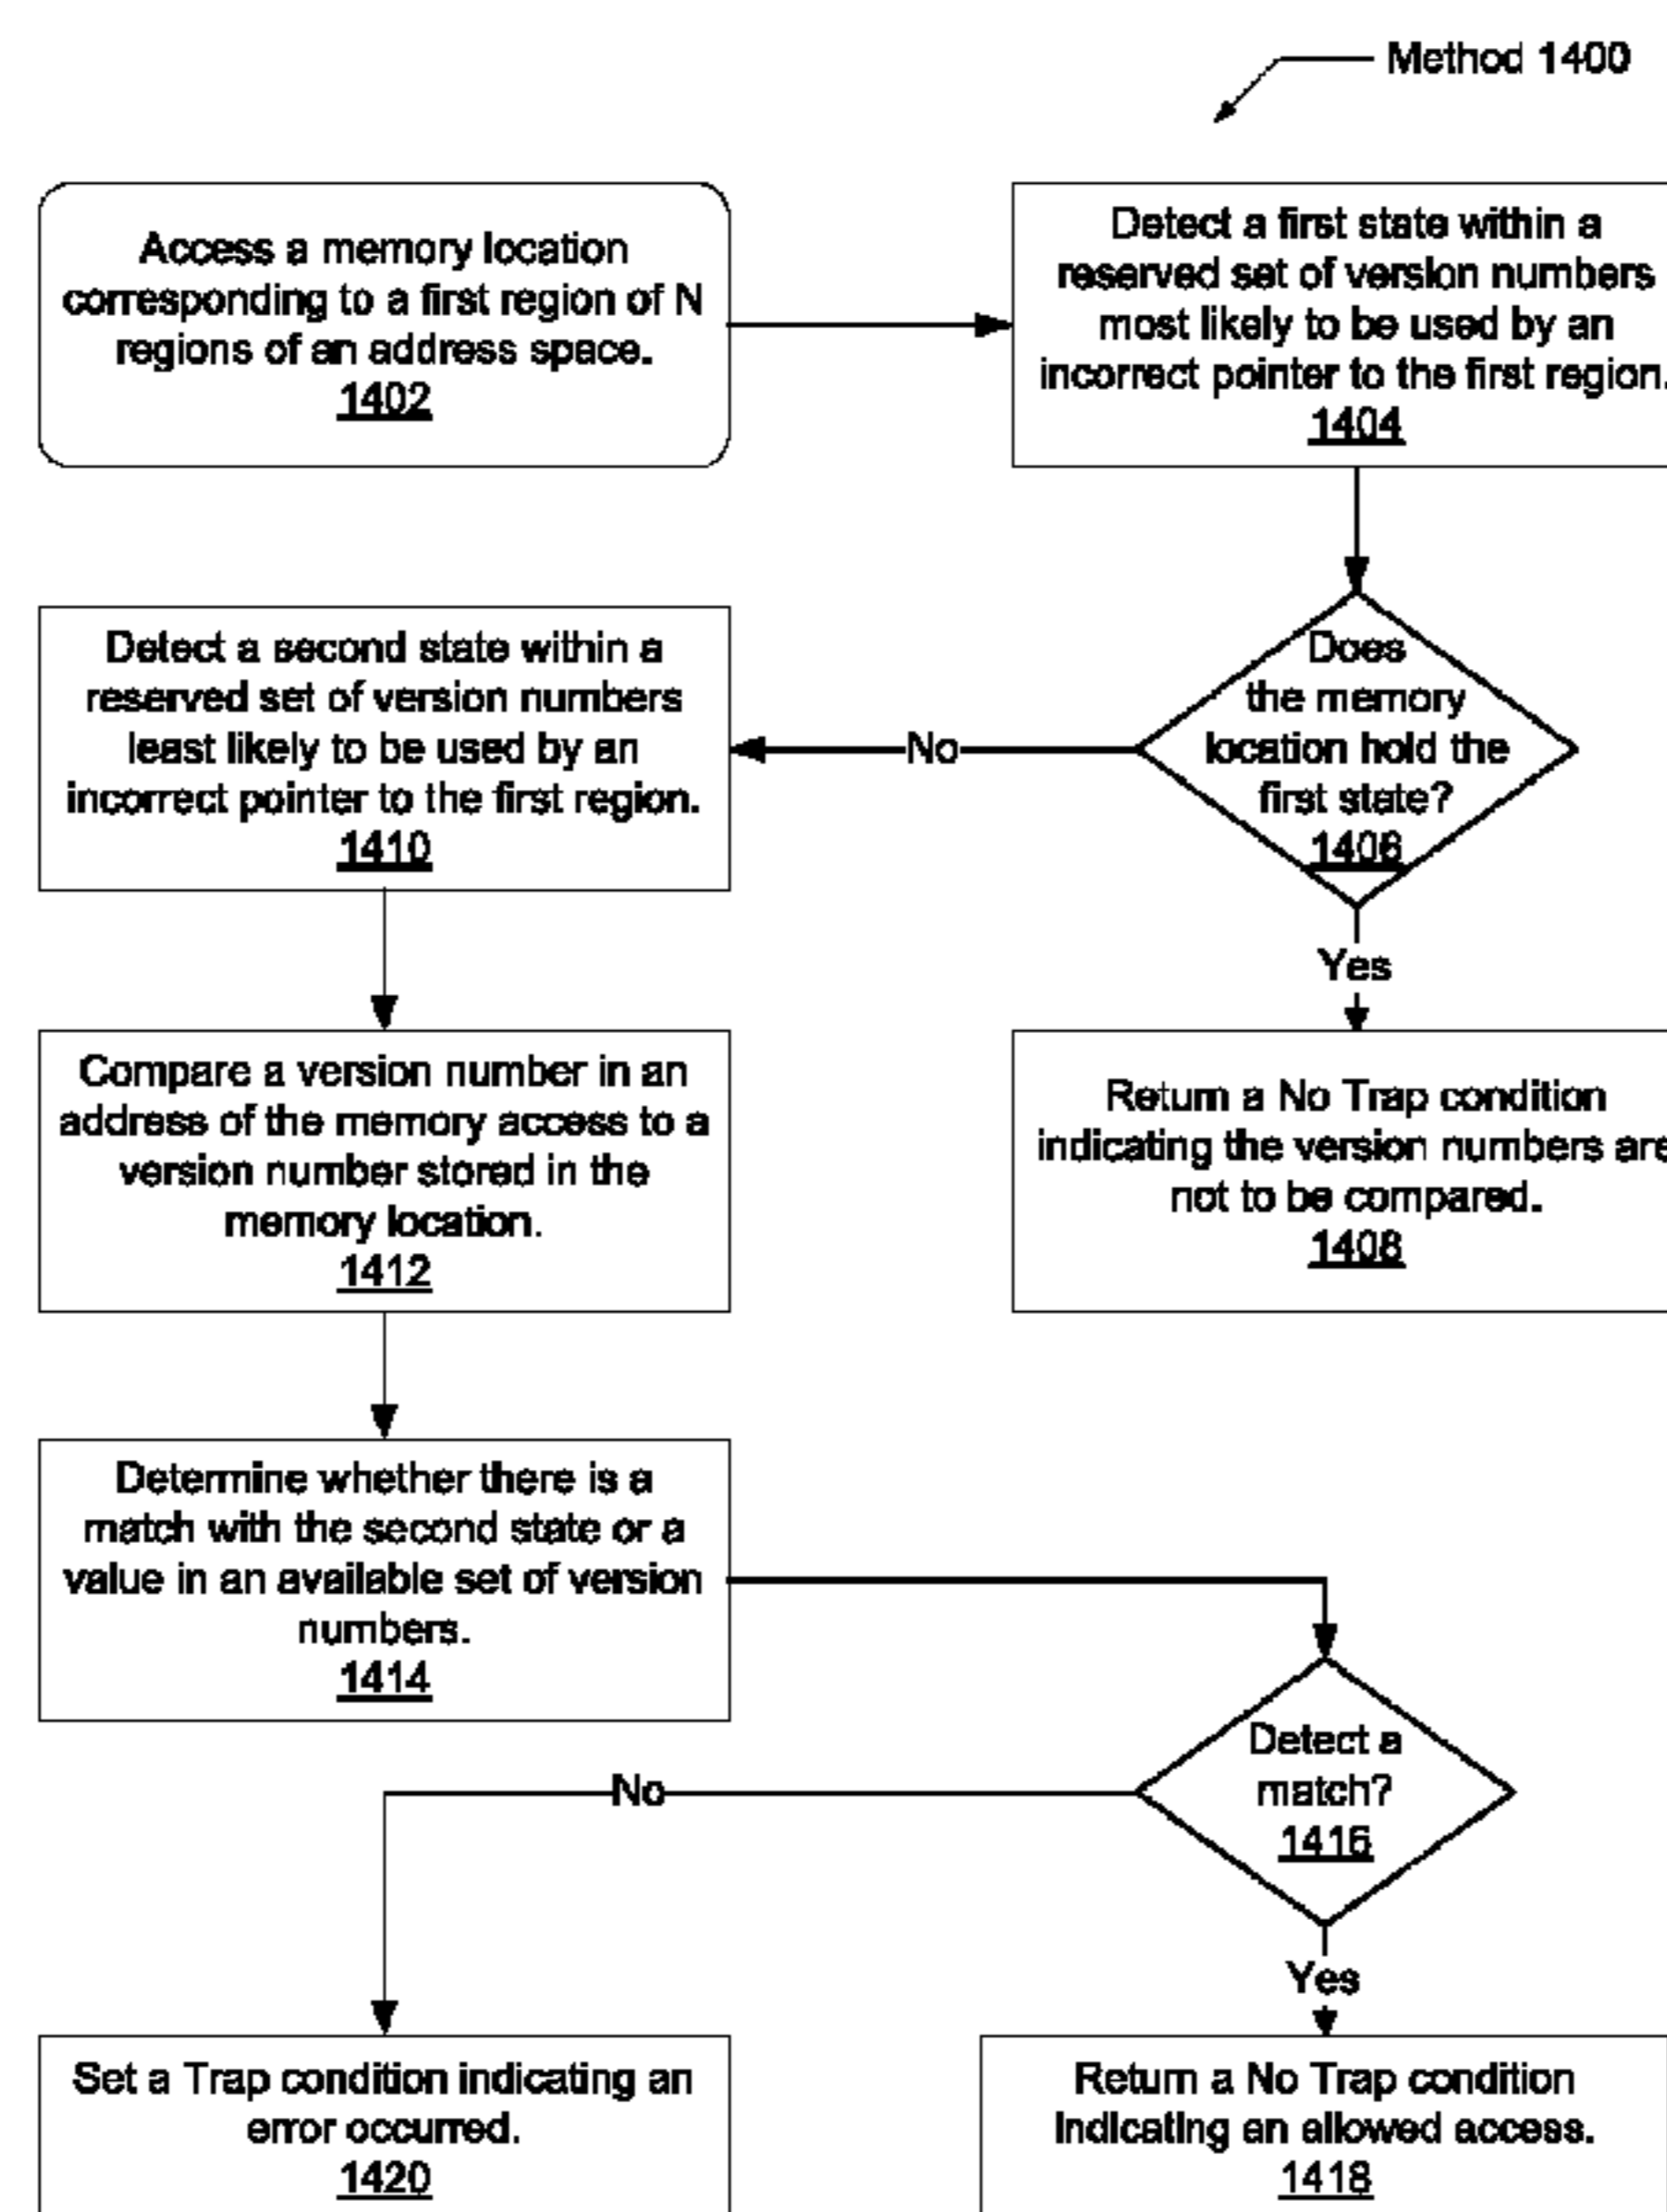 Method 1400
Access a memory location
corresponding to a first region of N
regions of an address space.
1402
Detect a first state within a
reserved set of version numbers
most likely to be used by an
incorrect pointer to the first region.
1404
Does
the memory
location hold the
first state?
1406
No
Yes
Return a No Trap condition
indicating the version numbers are
not to be compared.
1408
Detect a second state within a
reserved set of version numbers
least likely to be used by an
incorrect pointer to the first region.
1410
Compare a version number in an
address of the memory access to a
version number stored in the
memory location.
1412
Determine whether there is a
match with the second state or a
value in an available set of version
numbers.
1414
Detect a
match?
1416
No
Yes
Set a Trap condition indicating an
error occurred.
1420
Return a No Trap condition
indicating an allowed access.
1418